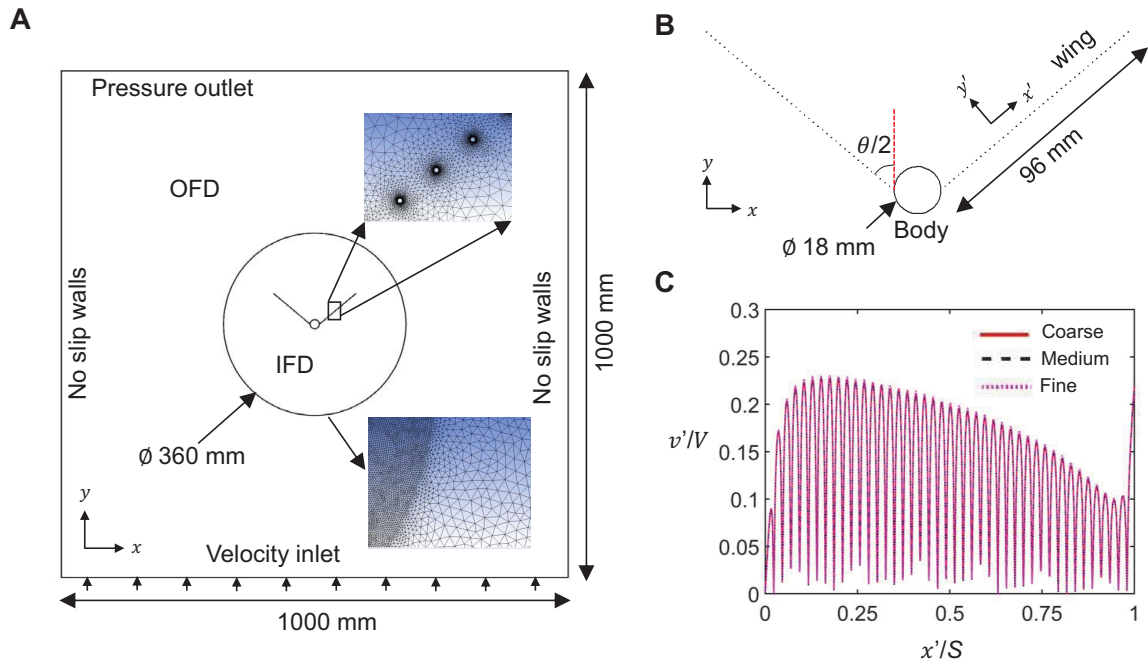 A
Pressure outlet
OFD
No slip walls
IFD
No slip walls
1000 mm
∅ 360 mm
y
x
Velocity inlet
1000 mm
B
wing
y'
x'
θ/2
96 mm
y
x
∅ 18 mm
Body
C
0.3
0.25
0.2
0.15
0.1
0.05
0
v'/V
Coarse
Medium
Fine
0
0.25
0.5
0.75
1
x'/S